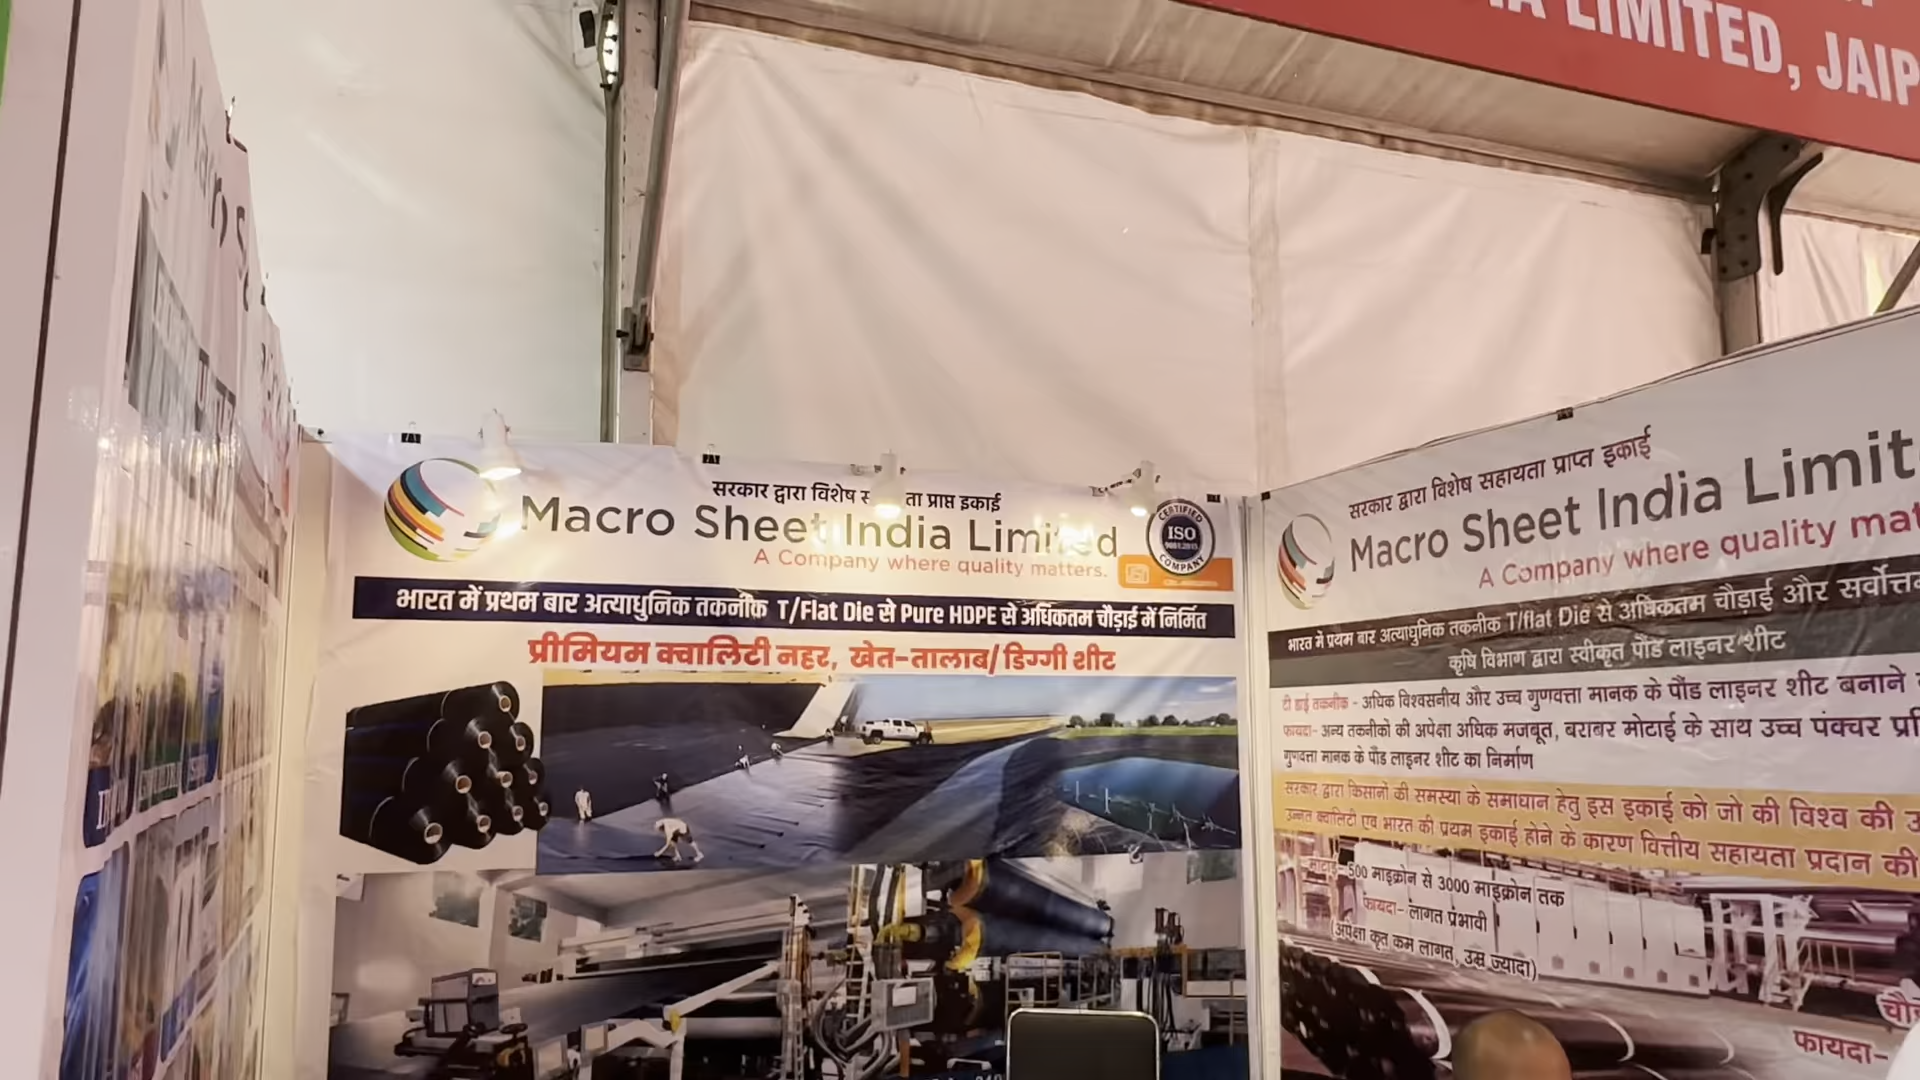 LIMITED, JAIP
सरकार द्वारा विशेष स ता प्राप्त इकाई
Macro Sheet India Limited
A Company where quality matters.
CERTIFIED
ISO
9001:2015
COMPANY
भारत में प्रथम बार अत्याधुनिक तकनीक T/Flat Die से Pure HDPE से अधिकतम चौड़ाई में निर्मित
प्रीमियम क्वालिटी नहर, खेत-तालाब/ डिग्गी शीट
सरकार द्वारा विशेष सहायता प्राप्त इकाई
Macro Sheet India Limit
A Company where quality mat
भारत में प्रथम बार अत्याधुनिक तकनीक T/flat Die से अधिकतम चौड़ाई और सर्वोत्तम
कृषि विभाग द्वारा स्वीकृत पौंड लाइनर शीट
टी डाई तकनीक - अधिक विश्वसनीय और उच्च गुणवत्ता मानक के पौंड लाइनर शीट बनाने
फायदा- अन्य तकनीकों की अपेक्षा अधिक मजबूत, बराबर मोटाई के साथ उच्च पंक्चर प्रि
गुणवत्ता मानक के पौंड लाइनर शीट का निर्माण
सरकार द्वारा किसानों की समस्या के समाधान हेतु इस इकाई को जो की विश्व की उ
उन्नत क्वालिटी एव भारत की प्रथम इकाई होने के कारण वित्तीय सहायता प्रदान की
मोटाई- 500 माइक्रोन से 3000 माइक्रोन तक
फायदा- लागत प्रंभावी
(अपेक्षा कृत कम लागत, उम्र ज्यादा)
फायदा-